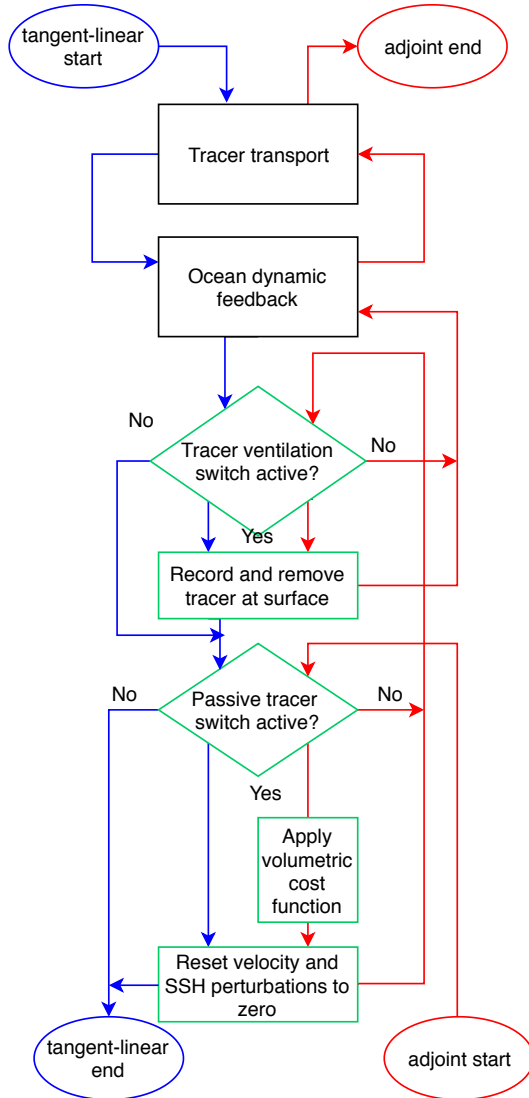 tangent-linear
start
adjoint end
Tracer transport
Ocean dynamic
feedback
No
Tracer ventilation
switch active?
No
Yes
Record and remove
tracer at surface
No
Passive tracer
switch active?
No
Yes
Apply
volumetric
cost
function
Reset velocity and
SSH perturbations to
zero
tangent-linear
end
adjoint start